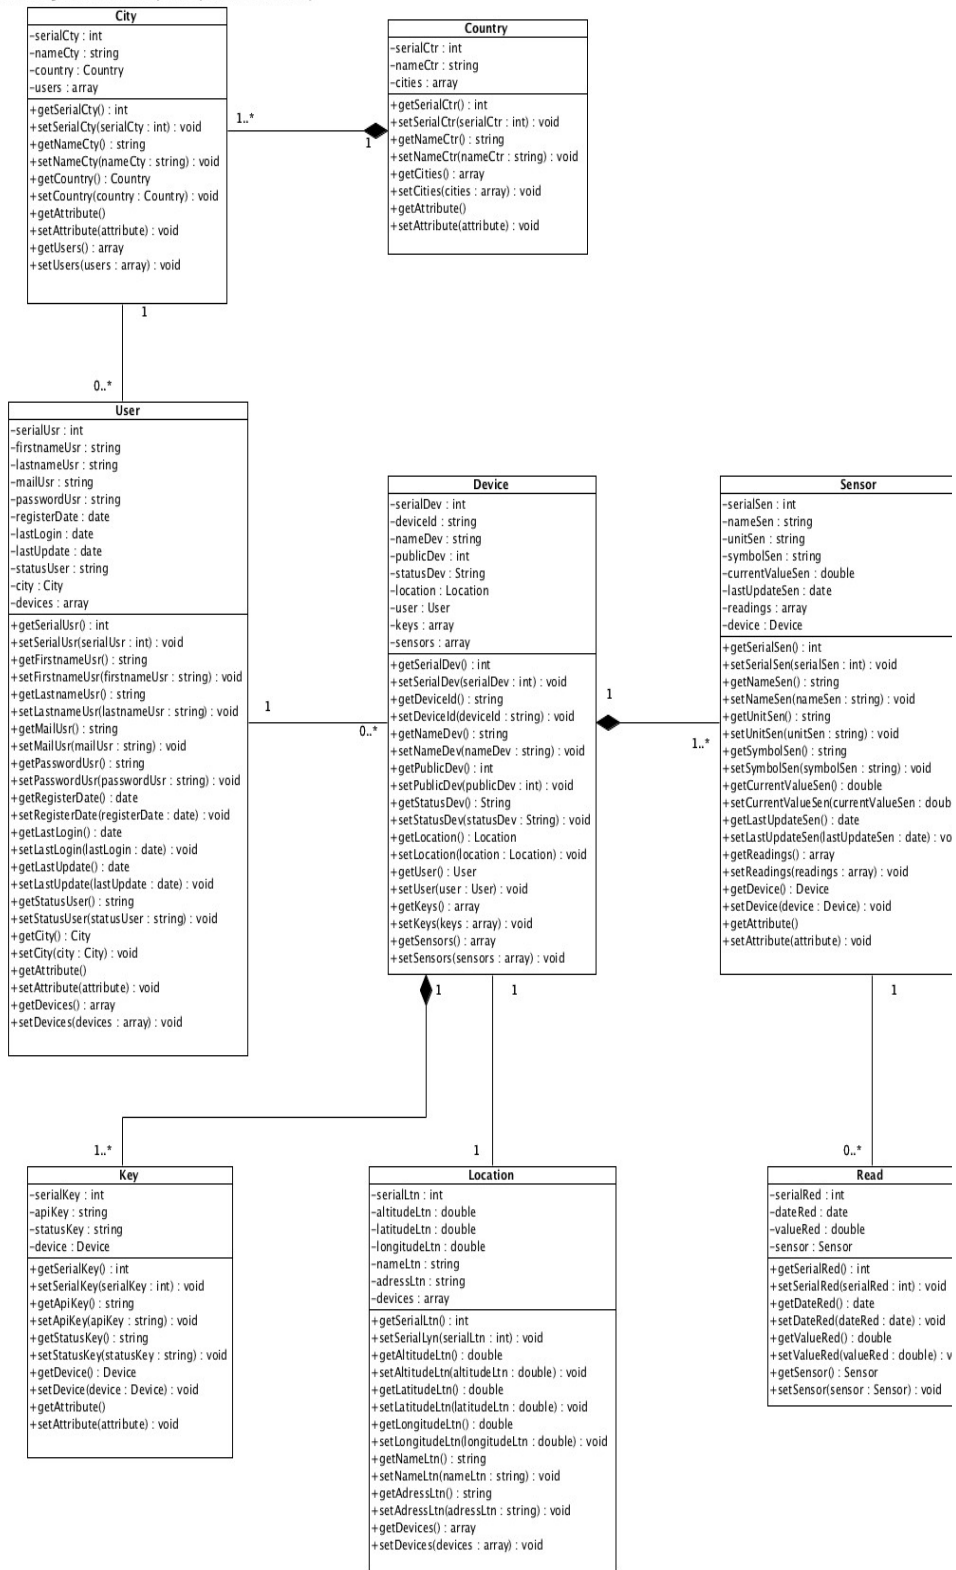 City
-serialCty : int
-nameCty : string
-country : Country
-users : array
+getSerialCty() : int
+setSerialCty(serialCty : int) : void
+getNameCty() : string
+setNameCty(nameCty : string) : void
+getCountry() : Country
+setCountry(country : Country) : void
+getAttribute()
+setAttribute(attribute) : void
+getUsers() : array
+setUsers(users : array) : void
1..*
1
Country
-serialCtr : int
-nameCtr : string
-cities : array
+getSerialCtr() : int
+setSerialCtr(serialCtr : int) : void
+getNameCtr() : string
+setNameCtr(nameCtr : string) : void
+getCities() : array
+setCities(cities : array) : void
+getAttribute()
+setAttribute(attribute) : void
1
0..*
User
-serialUsr : int
-firstnameUsr : string
-lastnameUsr : string
-mailUsr : string
-passwordUsr : string
-registerDate : date
-lastLogin : date
-lastUpdate : date
-statusUser : string
-city : City
-devices : array
+getSerialUsr() : int
+setSerialUsr(serialUsr : int) : void
+getFirstnameUsr() : string
+setFirstnameUsr(firstnameUsr : string) : void
+getLastnameUsr() : string
+setLastnameUsr(lastnameUsr : string) : void
+getMailUsr() : string
+setMailUsr(mailUsr : string) : void
+getPasswordUsr() : string
+setPasswordUsr(passwordUsr : string) : void
+getRegisterDate() : date
+setRegisterDate(registerDate : date) : void
+getLastLogin() : date
+setLastLogin(lastLogin : date) : void
+getLastUpdate() : date
+setLastUpdate(lastUpdate : date) : void
+getStatusUser() : string
+setStatusUser(statusUser : string) : void
+getCity() : City
+setCity(city : City) : void
+getAttribute()
+setAttribute(attribute) : void
+getDevices() : array
+setDevices(devices : array) : void
1
0..*
Device
-serialDev : int
-deviceId : string
-nameDev : string
-publicDev : int
-statusDev : String
-location : Location
-user : User
-keys : array
-sensors : array
+getSerialDev() : int
+setSerialDev(serialDev : int) : void
+getDeviceId() : string
+setDeviceId(deviceId : string) : void
+getNameDev() : string
+setNameDev(nameDev : string) : void
+getPublicDev() : int
+setPublicDev(publicDev : int) : void
+getStatusDev() : String
+setStatusDev(statusDev : String) : void
+getLocation() : Location
+setLocation(location : Location) : void
+getUser() : User
+setUser(user : User) : void
+getKeys() : array
+setKeys(keys : array) : void
+getSensors() : array
+setSensors(sensors : array) : void
1
1..*
Sensor
-serialSen : int
-nameSen : string
-unitSen : string
-symbolSen : string
-currentValueSen : double
-lastUpdateSen : date
-readings : array
-device : Device
+getSerialSen() : int
+setSerialSen(serialSen : int) : void
+getNameSen() : string
+setNameSen(nameSen : string) : void
+getUnitSen() : string
+setUnitSen(unitSen : string) : void
+getSymbolSen() : string
+setSymbolSen(symbolSen : string) : void
+getCurrentValueSen() : double
+setCurrentValueSen(currentValueSen : doub
+getLastUpdateSen() : date
+setLastUpdateSen(lastUpdateSen : date) : vo
+getReadings() : array
+setReadings(readings : array) : void
+getDevice() : Device
+setDevice(device : Device) : void
+getAttribute()
+setAttribute(attribute) : void
1
1
1
1..*
1
0..*
Key
-serialKey : int
-apiKey : string
-statusKey : string
-device : Device
+getSerialKey() : int
+setSerialKey(serialKey : int) : void
+getApiKey() : string
+setApiKey(apiKey : string) : void
+getStatusKey() : string
+setStatusKey(statusKey : string) : void
+getDevice() : Device
+setDevice(device : Device) : void
+getAttribute()
+setAttribute(attribute) : void
Location
-serialLtn : int
-altitudeLtn : double
-latitudeLtn : double
-longitudeLtn : double
-nameLtn : string
-adressLtn : string
-devices : array
+getSerialLtn() : int
+setSerialLyn(serialLtn : int) : void
+getAltitudeLtn() : double
+setAltitudeLtn(altitudeLtn : double) : void
+getLatitudeLtn() : double
+setLatitudeLtn(latitudeLtn : double) : void
+getLongitudeLtn() : double
+setLongitudeLtn(longitudeLtn : double) : void
+getNameLtn() : string
+setNameLtn(nameLtn : string) : void
+getAdressLtn() : string
+setAdressLtn(adressLtn : string) : void
+getDevices() : array
+setDevices(devices : array) : void
Read
-serialRed : int
-dateRed : date
-valueRed : double
-sensor : Sensor
+getSerialRed() : int
+setSerialRed(serialRed : int) : void
+getDateRed() : date
+setDateRed(dateRed : date) : void
+getValueRed() : double
+setValueRed(valueRed : double) : v
+getSensor() : Sensor
+setSensor(sensor : Sensor) : void